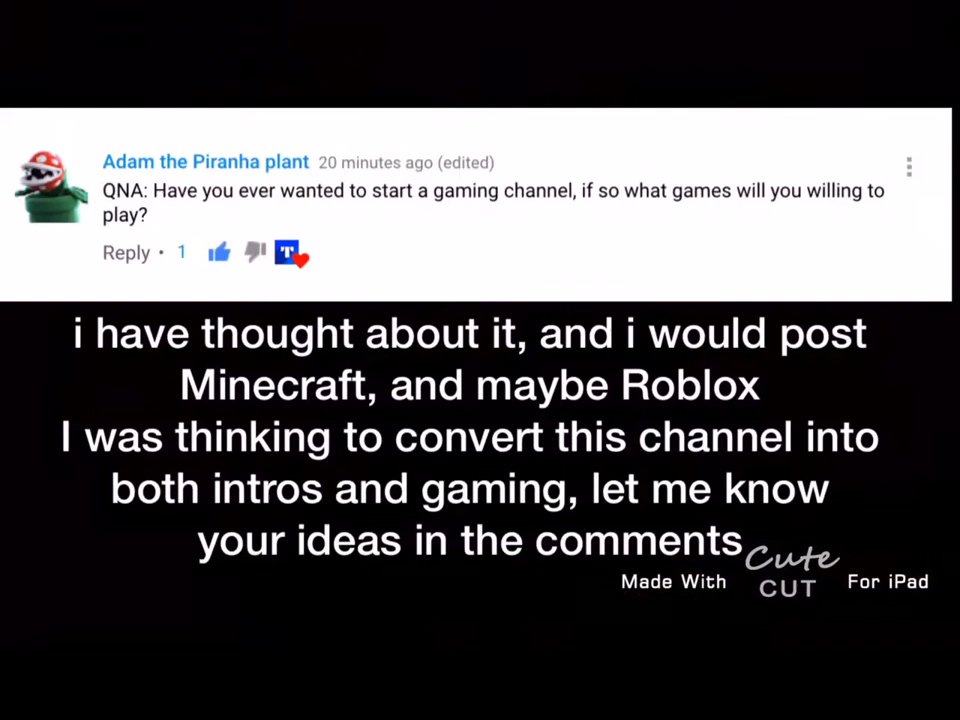 Adam the Piranha plant 20 minutes ago (edited)
QNA: Have you ever wanted to start a gaming channel, if so what games will you willing to
play?
Reply • 1 T
i have thought about it, and i would post
Minecraft, and maybe Roblox
I was thinking to convert this channel into
both intros and gaming, let me know
your ideas in the comments
Made With Cute CUT For iPad